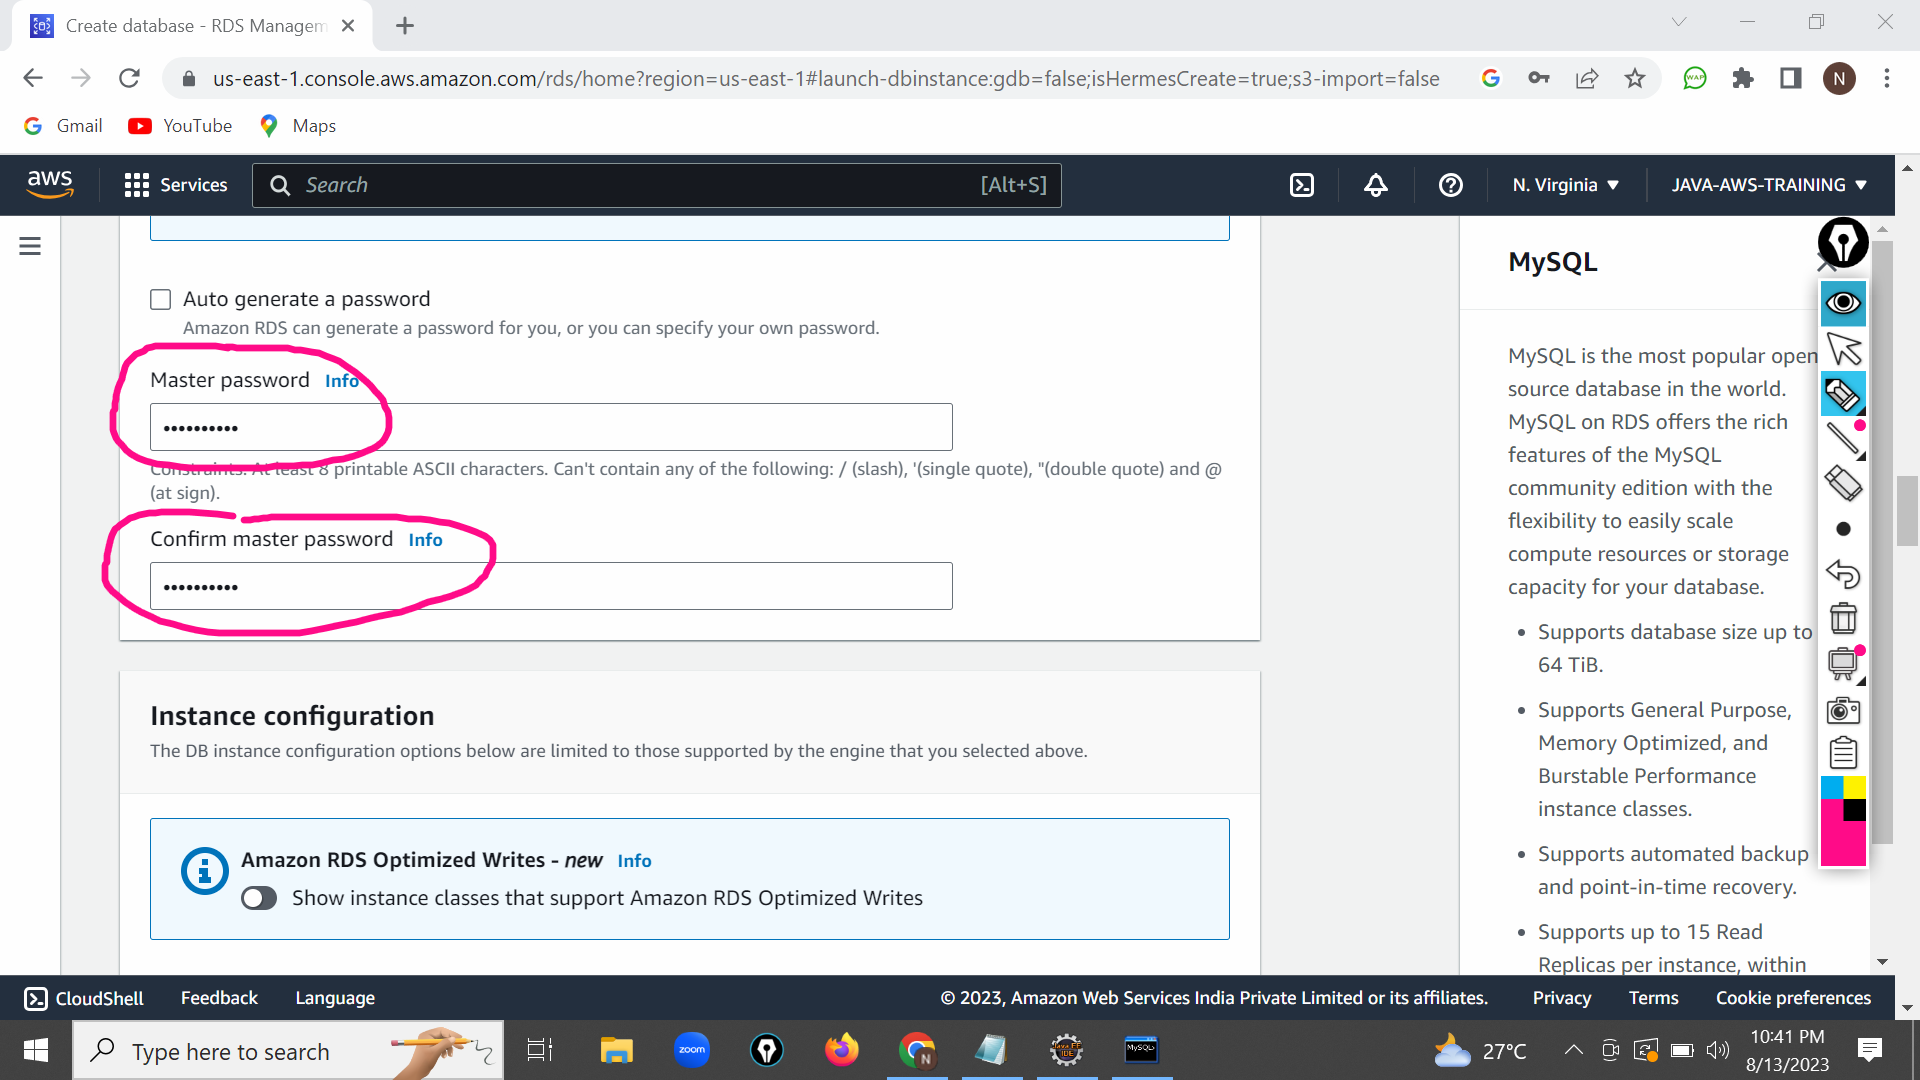 Create database - RDS Managem
us-east-1.console.aws.amazon.com/rds/home?region=us-east-1#launch-dbinstance:gdb=false;isHermesCreate=true;s3-import=false
WAP
N
Gmail
YouTube
Maps
aws
Services
Search
[Alt+S]
N. Virginia
JAVA-AWS-TRAINING
Auto generate a password
Amazon RDS can generate a password for you, or you can specify your own password.
Master password Info
••••••••••
Constraints: At least 8 printable ASCII characters. Can't contain any of the following: / (slash), '(single quote), "(double quote) and @
(at sign).
Confirm master password Info
••••••••••
Instance configuration
The DB instance configuration options below are limited to those supported by the engine that you selected above.
Amazon RDS Optimized Writes - new Info
Show instance classes that support Amazon RDS Optimized Writes
MySQL
MySQL is the most popular open
source database in the world.
MySQL on RDS offers the rich
features of the MySQL
community edition with the
flexibility to easily scale
compute resources or storage
capacity for your database.
• Supports database size up to
64 TiB.
• Supports General Purpose,
Memory Optimized, and
Burstable Performance
instance classes.
• Supports automated backup
and point-in-time recovery.
• Supports up to 15 Read
Replicas per instance, within
CloudShell
Feedback
Language
© 2023, Amazon Web Services India Private Limited or its affiliates.
Privacy
Terms
Cookie preferences
Type here to search
zoom
N
Java EE
IDE
MySQL>
27°C
10:41 PM
8/13/2023